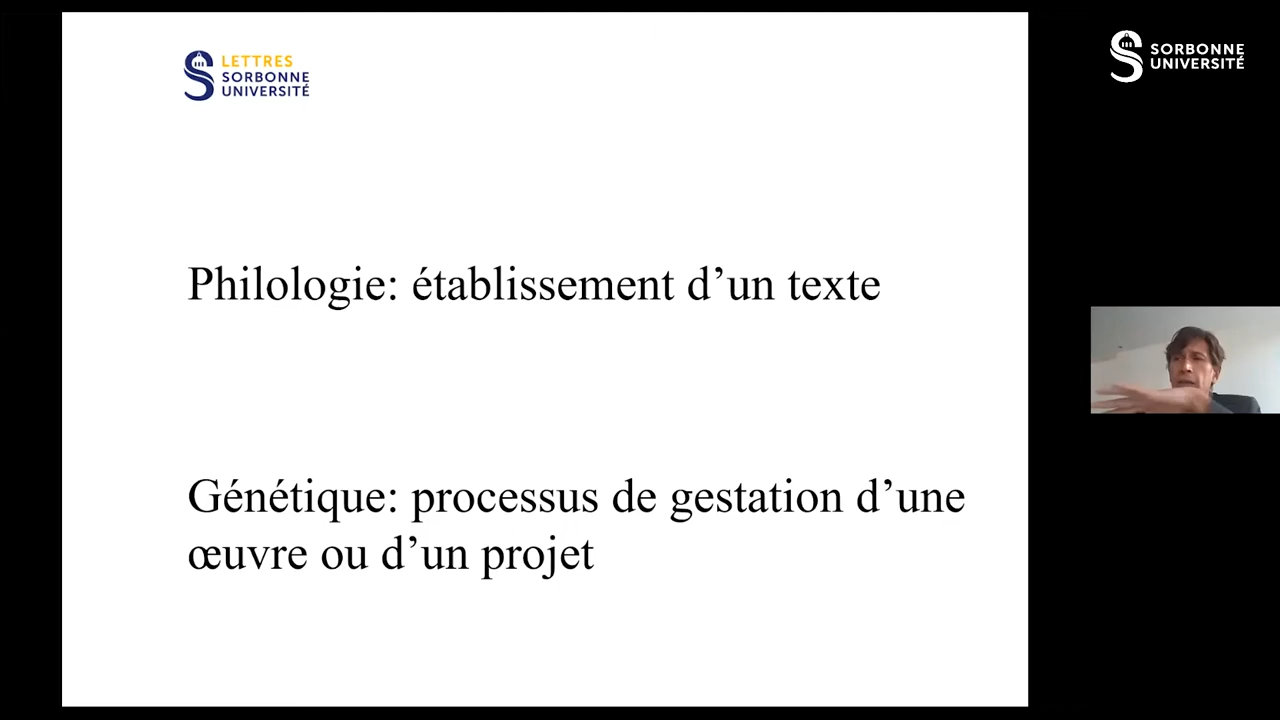 LETTRES
SORBONNE
UNIVERSITÉ
SORBONNE
UNIVERSITÉ
Philologie: établissement d’un texte
Génétique: processus de gestation d’une
œuvre ou d’un projet